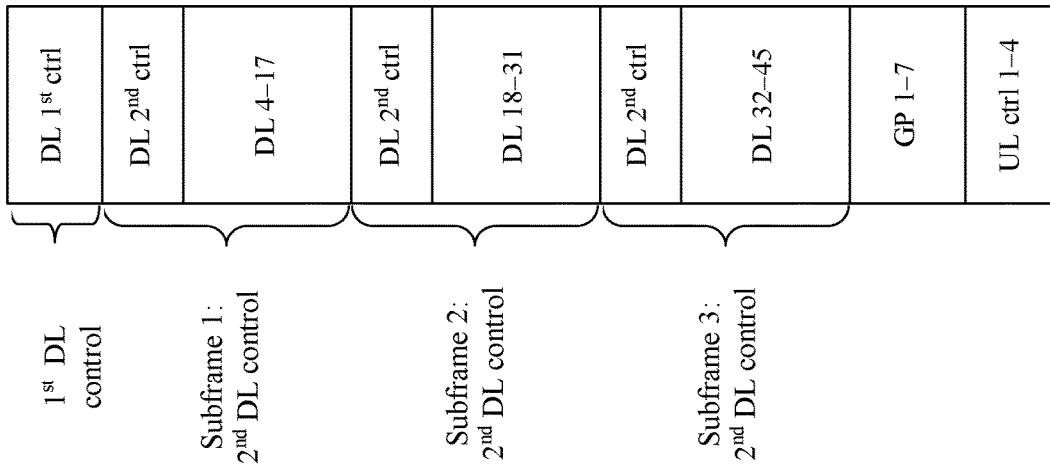 DL 1st ctrl
DL 2nd ctrl
DL 4–17
DL 2nd ctrl
DL 18–31
DL 2nd ctrl
DL 32–45
GP 1–7
UL ctrl 1–4
1st DL
control
Subframe 1:
2nd DL control
Subframe 2:
2nd DL control
Subframe 3:
2nd DL control